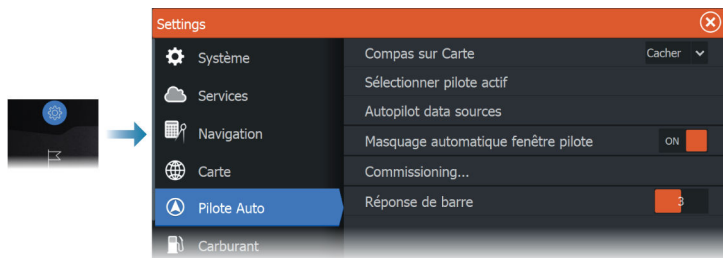 Settings
Système
Services
Navigation
Carte
Pilote Auto
Carburant
Compas sur Carte Cacher
Sélectionner pilote actif
Autopilot data sources
Masquage automatique fenêtre pilote ON
Commissioning...
Réponse de barre 3